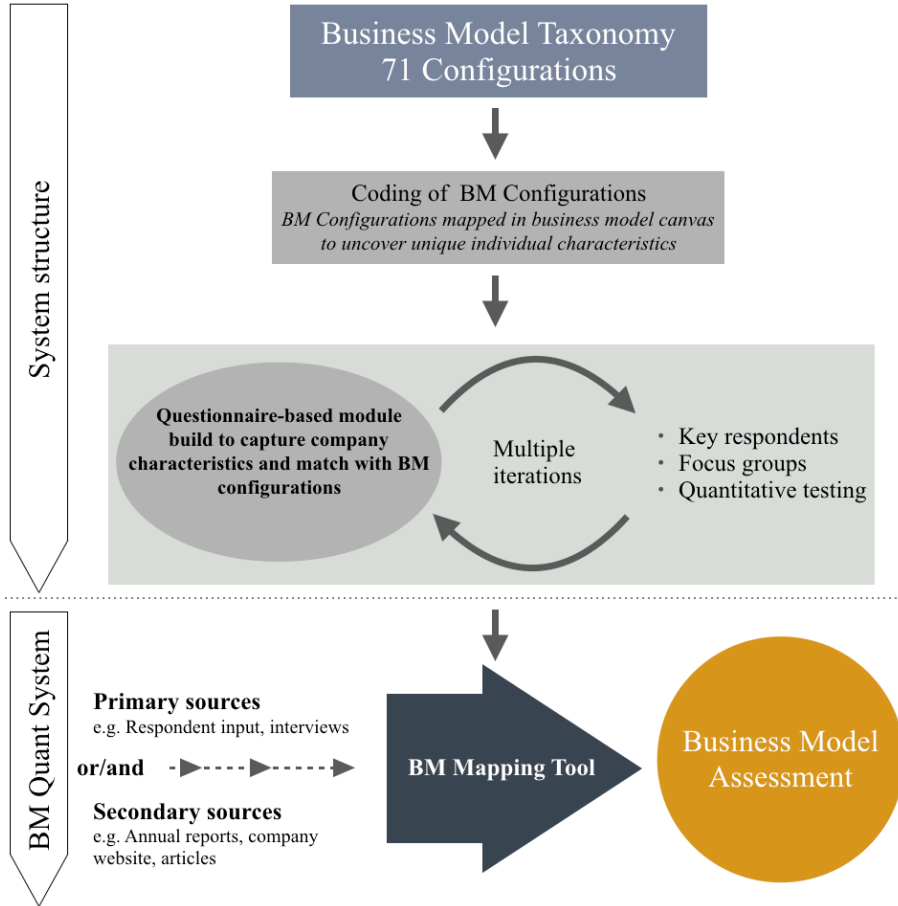 Business Model Taxonomy
71 Configurations
System structure
Coding of BM Configurations
BM Configurations mapped in business model canvas
to uncover unique individual characteristics
Questionnaire-based module
build to capture company
characteristics and match with BM
configurations
Multiple
iterations
• Key respondents
• Focus groups
• Quantitative testing
BM Quant System
Primary sources
e.g. Respondent input, interviews
or/and
Secondary sources
e.g. Annual reports, company
website, articles
BM Mapping Tool
Business Model
Assessment